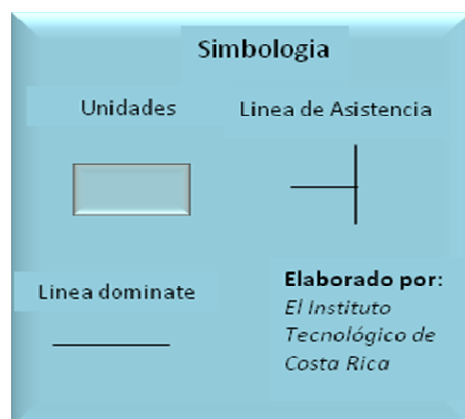 Simbologia
Unidades
Linea de Asistencia
Linea dominate
Elaborado por:
El Instituto
Tecnológico de
Costa Rica